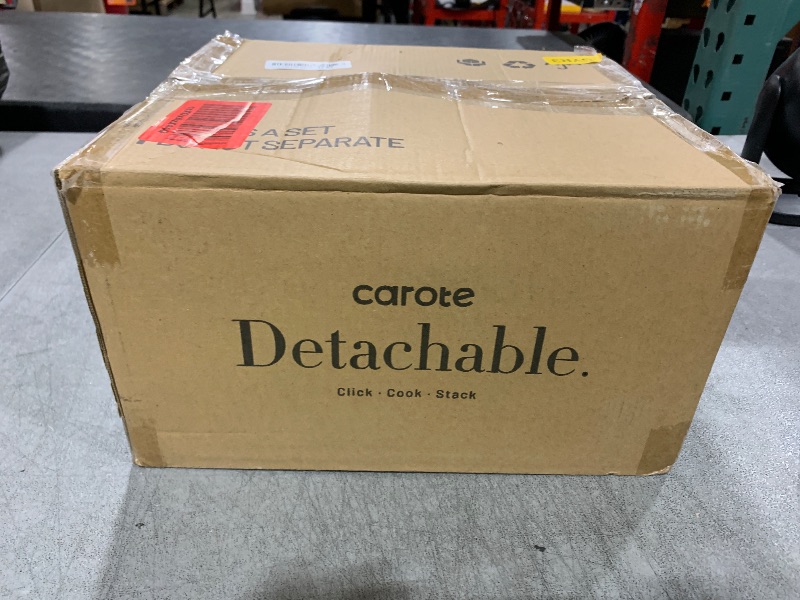 S A SET
T SEPARATE
carote
Detachable.
Click · Cook · Stack